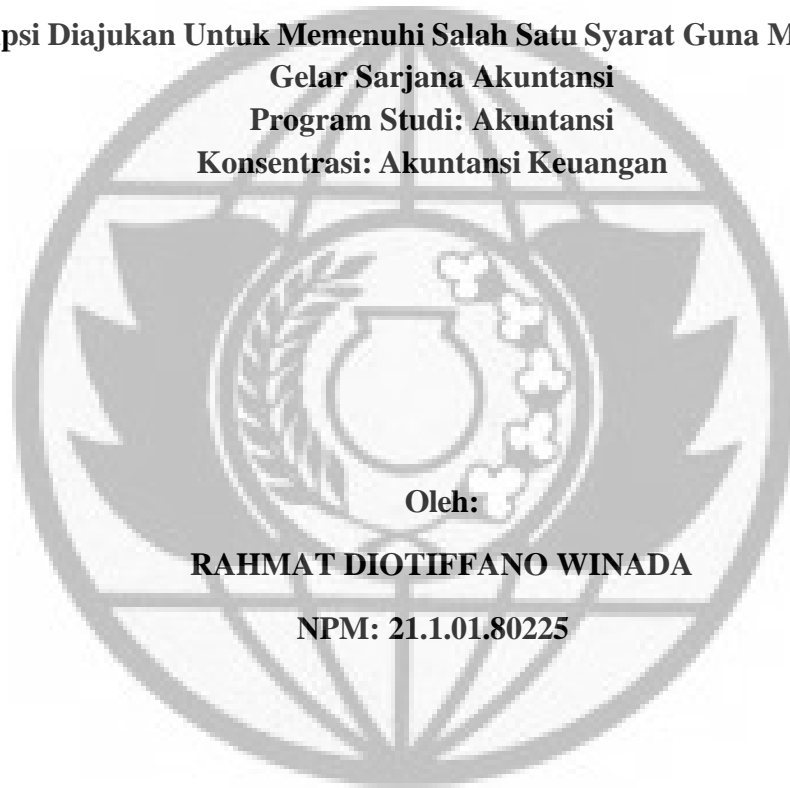 Diajukan Untuk Memenuhi Salah Satu Syarat Guna
Gelar Sarjana Akuntansi
Program Studi: Akuntansi
Konsentrasi: Akuntansi Keuangan
Oleh:
RAHMAT DIOTIFFANO WINADA
NPM: 21.1.01.80225